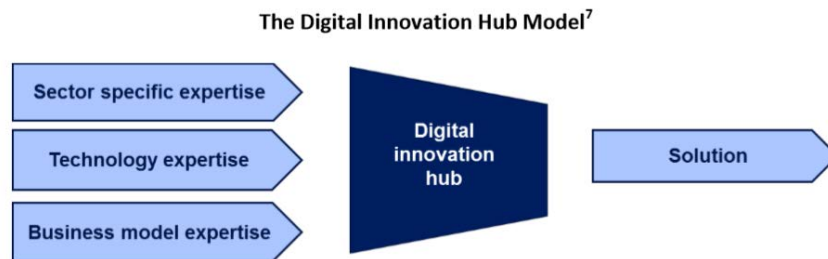 The Digital Innovation Hub Model⁷
Sector specific expertise
Technology expertise
Business model expertise
Digital
innovation
hub
Solution